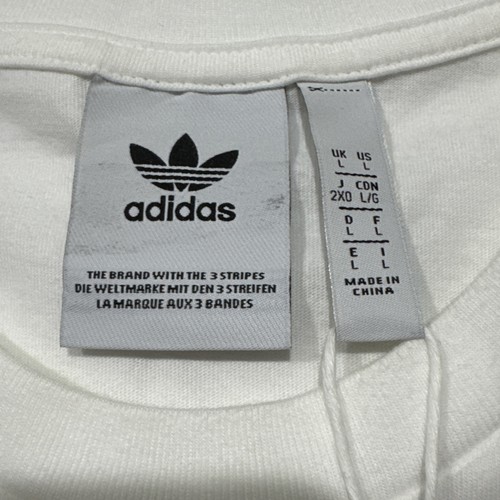 adidas
THE BRAND WITH THE 3 STRIPES
DIE WELTMARKE MIT DEN 3 STREIFEN
LA MARQUE AUX 3 BANDES
UK US
L L
J CDN
2XO L/G
D F
L L
E I
L L
MADE IN
CHINA